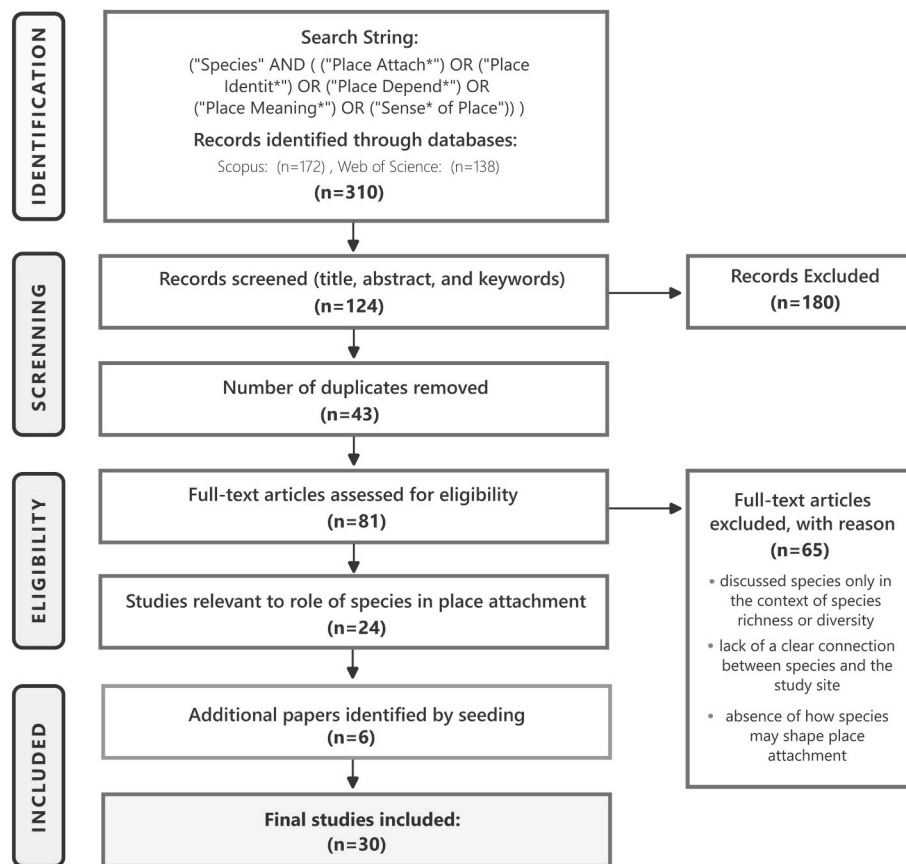 IDENTIFICATION
Search String:
("Species" AND ( ("Place Attach*") OR ("Place
Identit*") OR ("Place Depend*") OR
("Place Meaning*") OR ("Sense* of Place")) )
Records identified through databases:
Scopus: (n=172) , Web of Science: (n=138)
(n=310)
SCRENNING
Records screened (title, abstract, and keywords)
(n=124)
Records Excluded
(n=180)
Number of duplicates removed
(n=43)
ELIGIBILITY
Full-text articles assessed for eligibility
(n=81)
Full-text articles
excluded, with reason
(n=65)
• discussed species only in
the context of species
richness or diversity
• lack of a clear connection
between species and the
study site
• absence of how species
may shape place
attachment
Studies relevant to role of species in place attachment
(n=24)
INCLUDED
Additional papers identified by seeding
(n=6)
Final studies included:
(n=30)